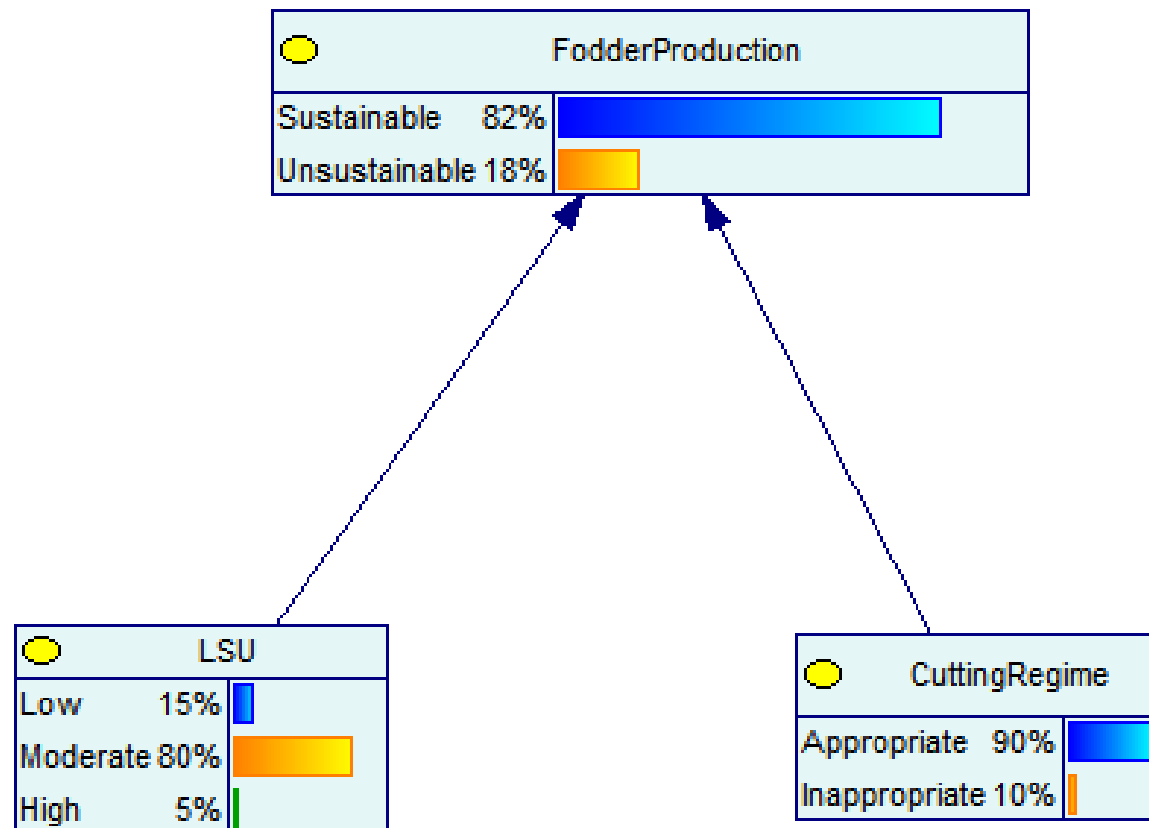 FodderProduction
Sustainable 82%
Unsustainable 18%
LSU
Low 15%
Moderate 80%
High 5%
CuttingRegime
Appropriate 90%
Inappropriate 10%